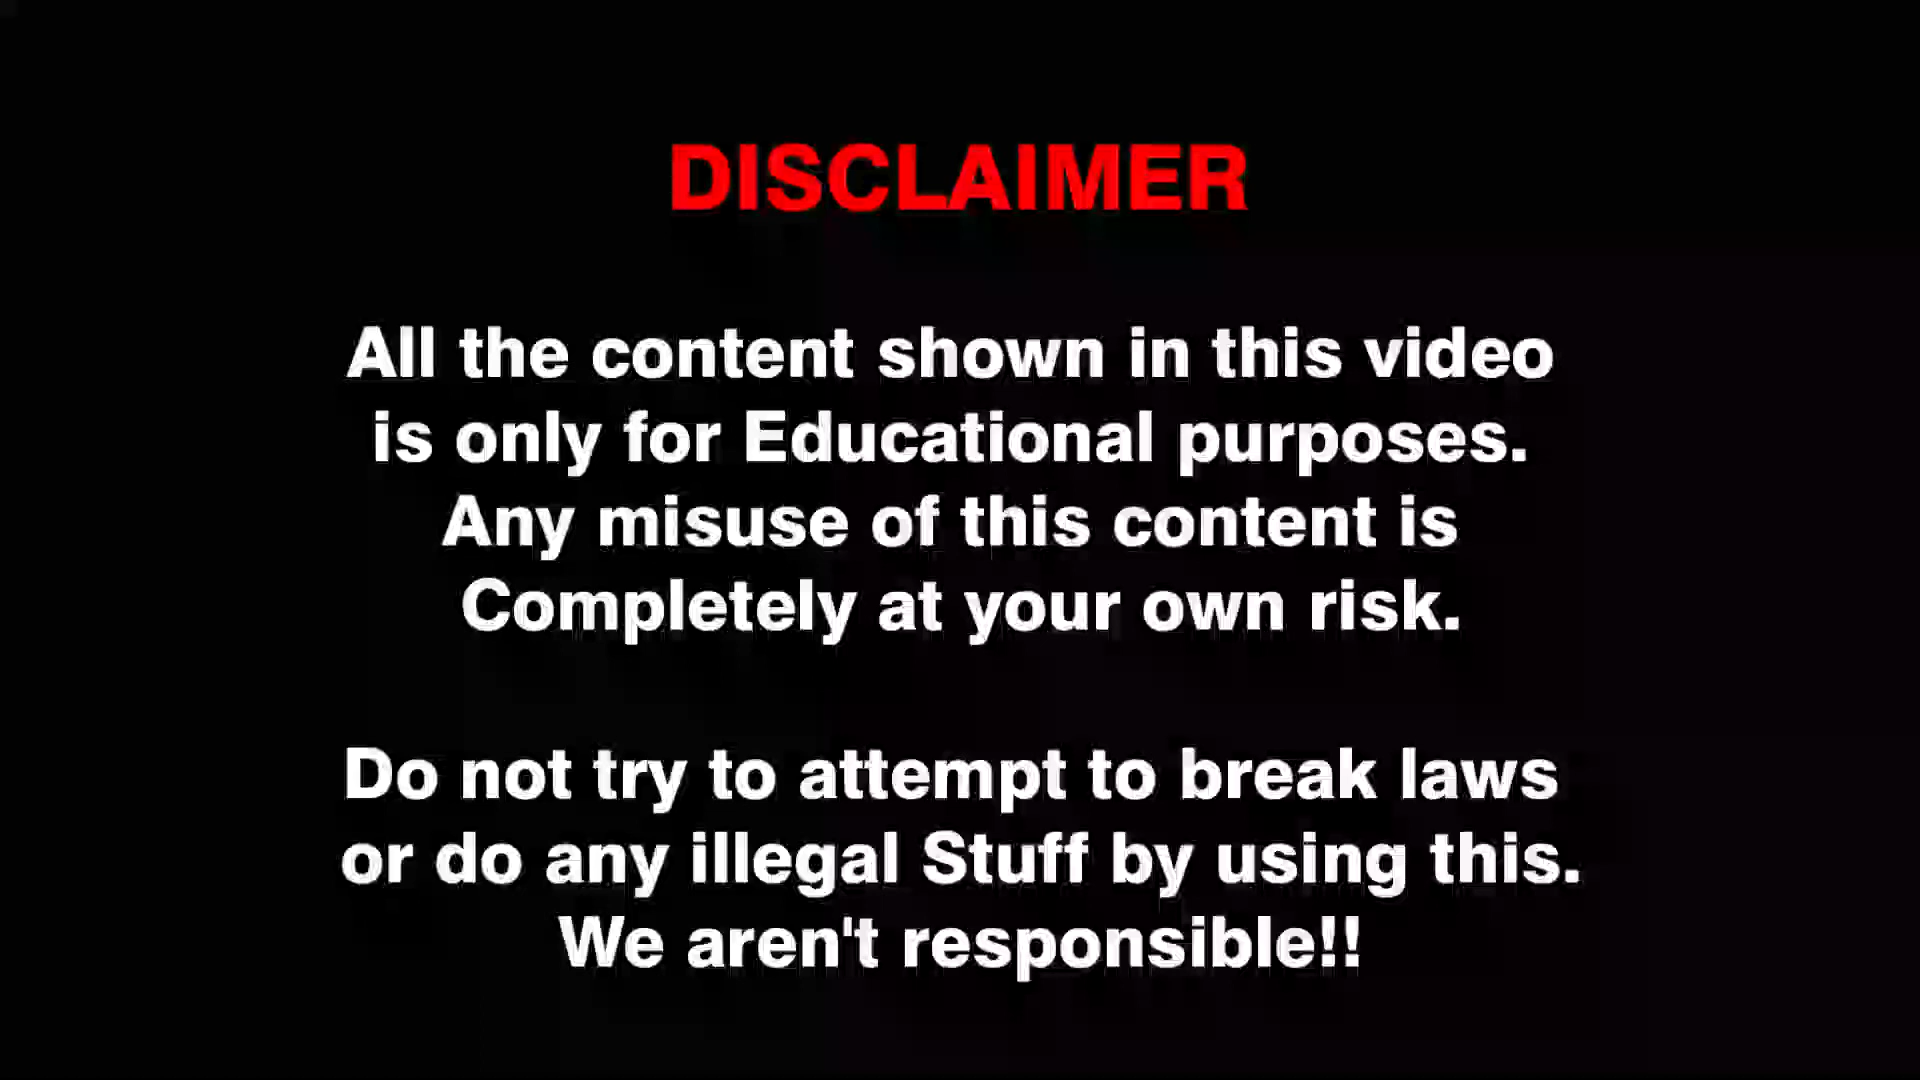 DISCLAIMER
All the content shown in this video
is only for Educational purposes.
Any misuse of this content is
Completely at your own risk.
Do not try to attempt to break laws
or do any illegal Stuff by using this.
We aren't responsible!!